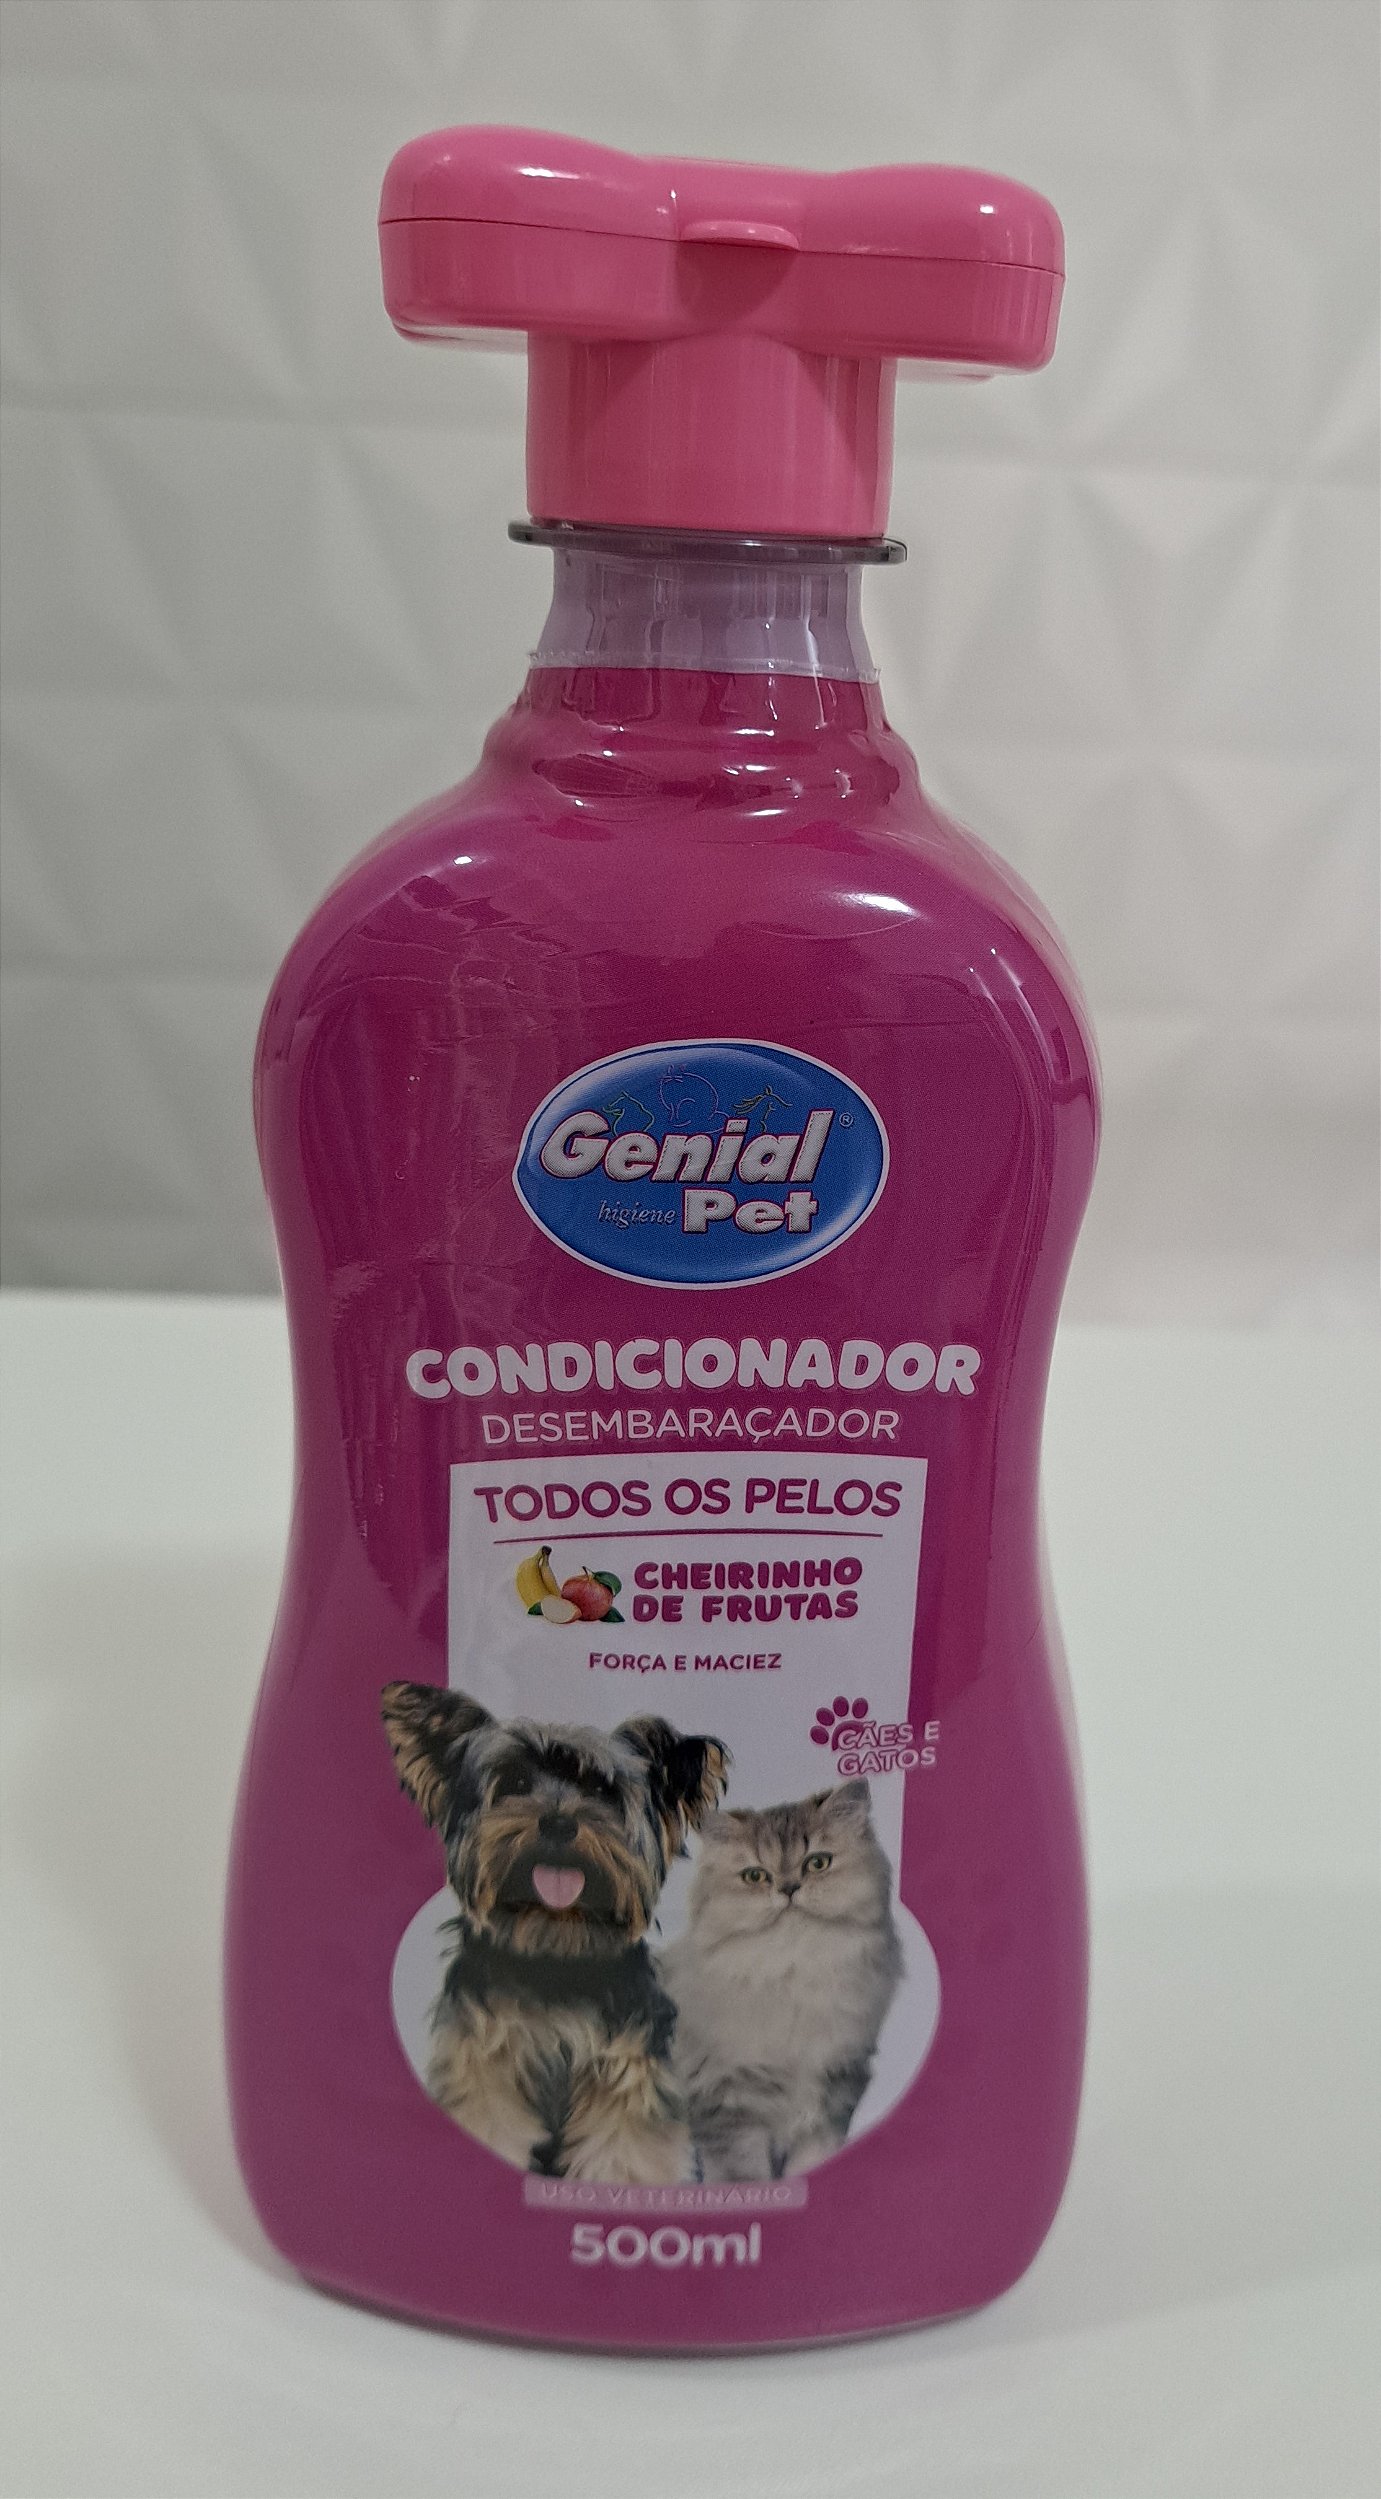 Genial ®
higiene Pet
CONDICIONADOR
DESEMBARAÇADOR
TODOS OS PELOS
CHEIRINHO
DE FRUTAS
FORÇA E MACIEZ
CÃES E
GATOS
USO VETERINÁRIO
500ml